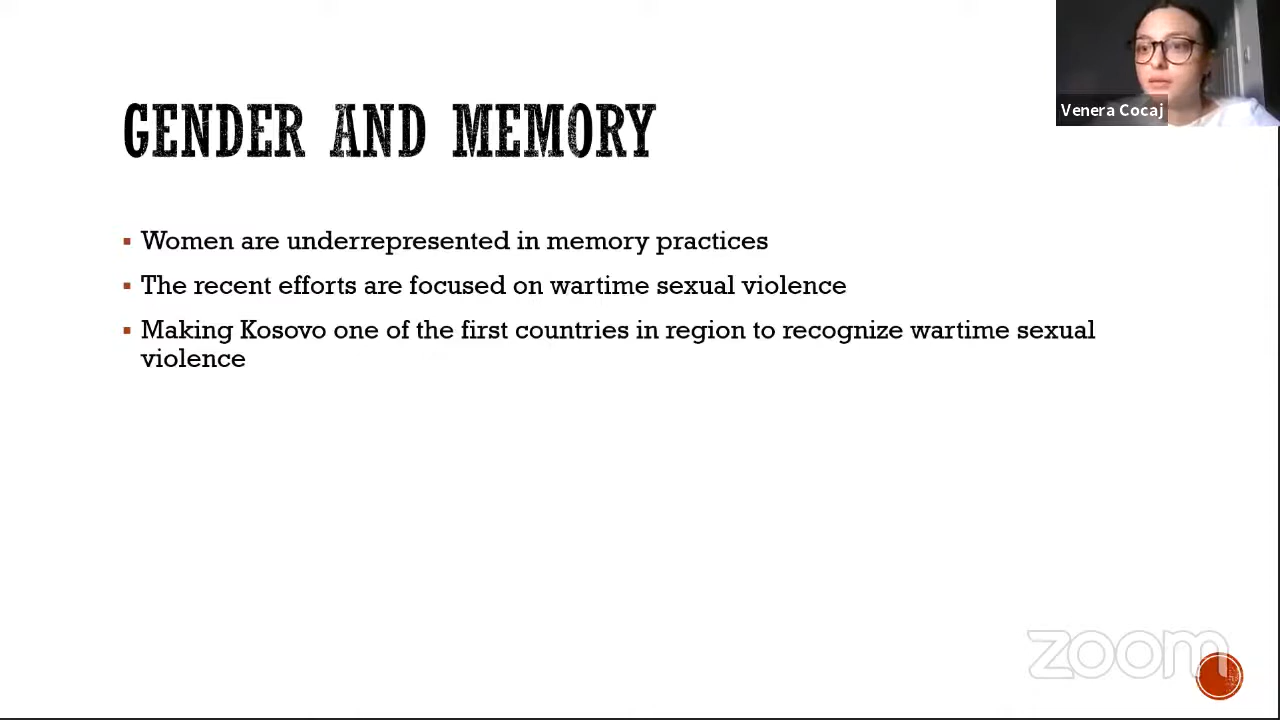 GENDER AND MEMORY
Women are underrepresented in memory practices
The recent efforts are focused on wartime sexual violence
Making Kosovo one of the first countries in region to recognize wartime sexual
violence
Venera Cocaj
zoom